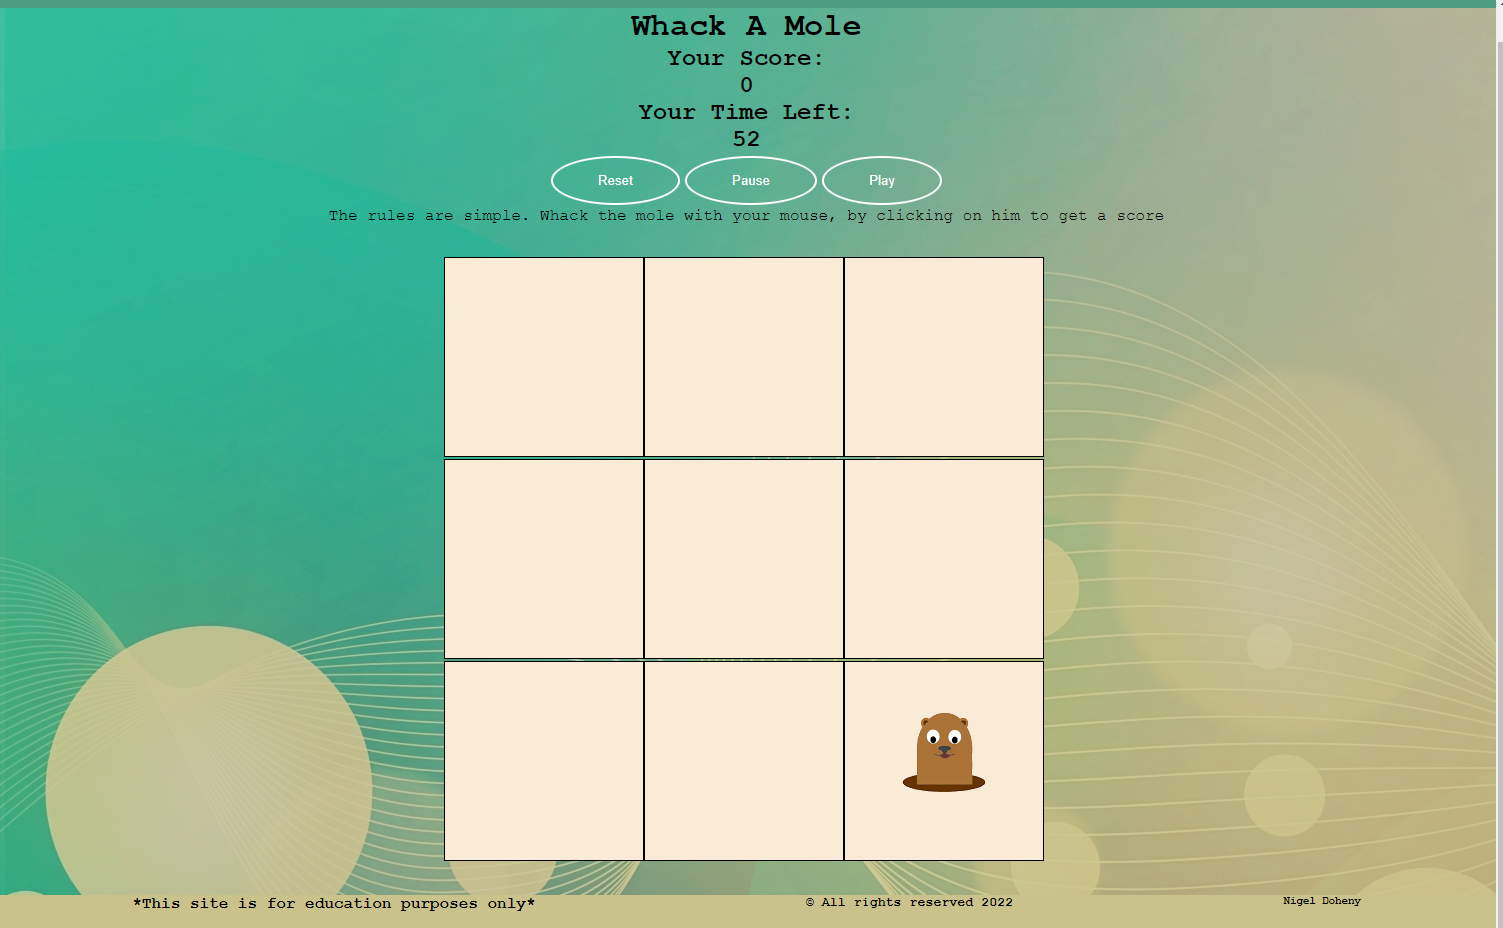 Whack A Mole
Your Score:
0
Your Time Left:
52
Reset Pause Play
The rules are simple. Whack the mole with your mouse, by clicking on him to get a score
*This site is for education purposes only* © All rights reserved 2022 Nigel Doheny